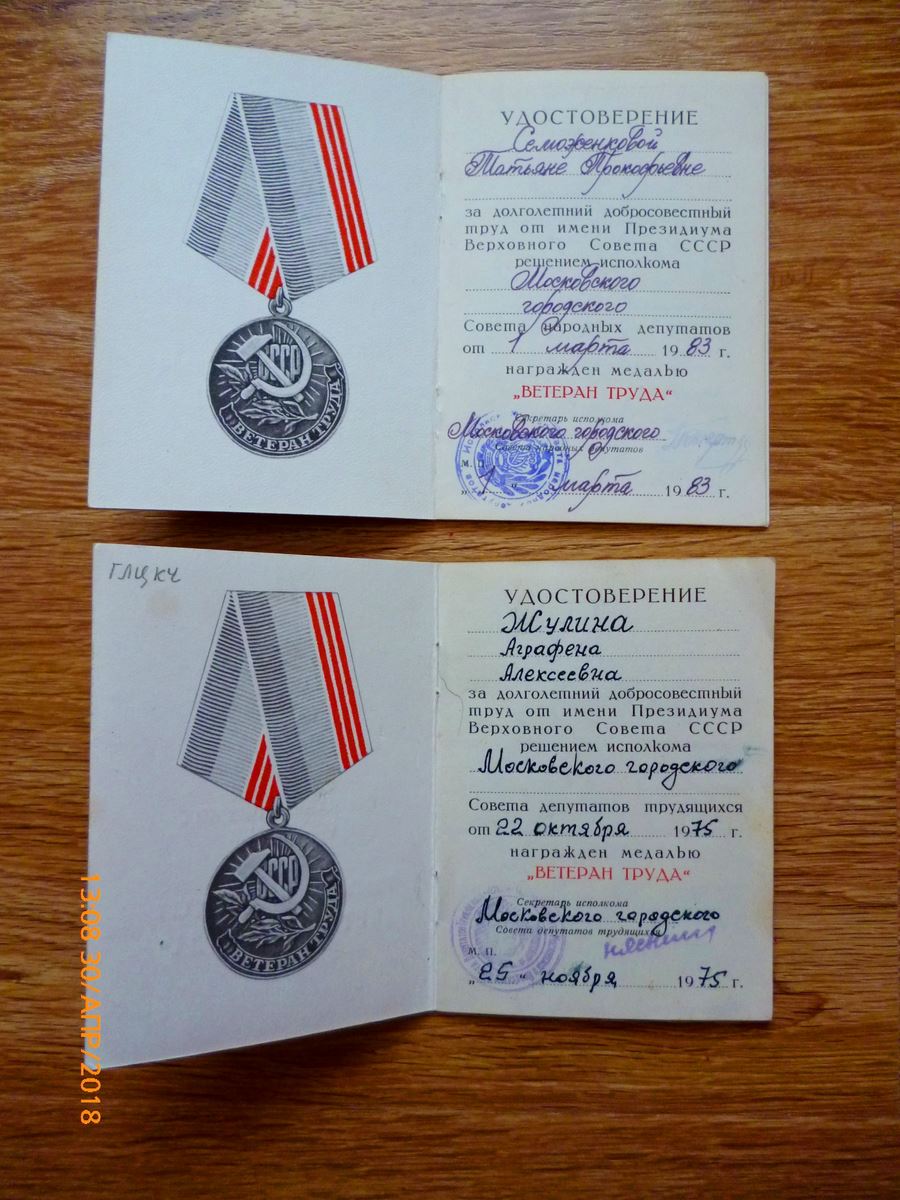 СССР
ВЕТЕРАН ТРУДА
УДОСТОВЕРЕНИЕ
Семоженковой
Татьяне Прокофьевне
за долголетний добросовестный
труд от имени Президиума
Верховного Совета СССР
решением исполкома
Московского
городского
Совета народных депутатов
от 1 марта 1983 г.
награжден медалью
„ВЕТЕРАН ТРУДА“
Секретарь исполкома
Московского городского
Совета народных депутатов
М. П.
„1“ марта 1983 г.
ГЛЦКЧ
СССР
ВЕТЕРАН ТРУДА
УДОСТОВЕРЕНИЕ
Жулина
Аграфена
Алексеевна
за долголетний добросовестный
труд от имени Президиума
Верховного Совета СССР
решением исполкома
Московского городского
Совета депутатов трудящихся
от 22 октября 1975 г.
награжден медалью
„ВЕТЕРАН ТРУДА“
Секретарь исполкома
Московского городского
Совета депутатов трудящихся
М. П.
„25“ ноября 1975 г.
13:08 30/АПР/2018